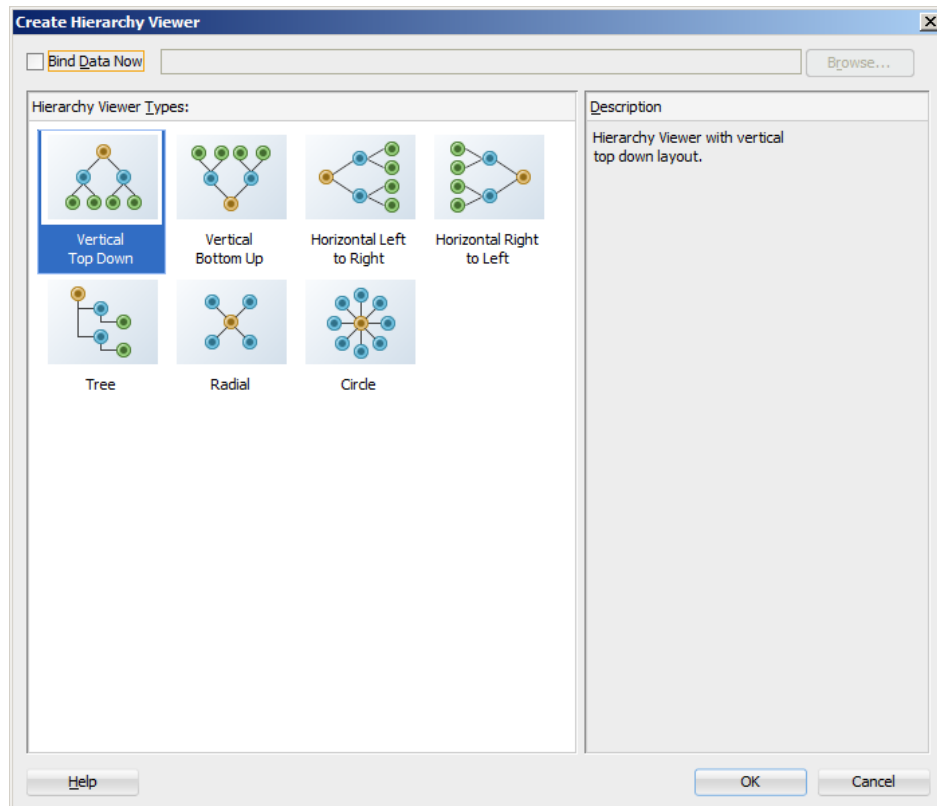 Create Hierarchy Viewer
Bind Data Now
Browse...
Hierarchy Viewer Types:
Description
Hierarchy Viewer with vertical
top down layout.
Vertical
Top Down
Vertical
Bottom Up
Horizontal Left
to Right
Horizontal Right
to Left
Tree
Radial
Circle
Help
OK
Cancel